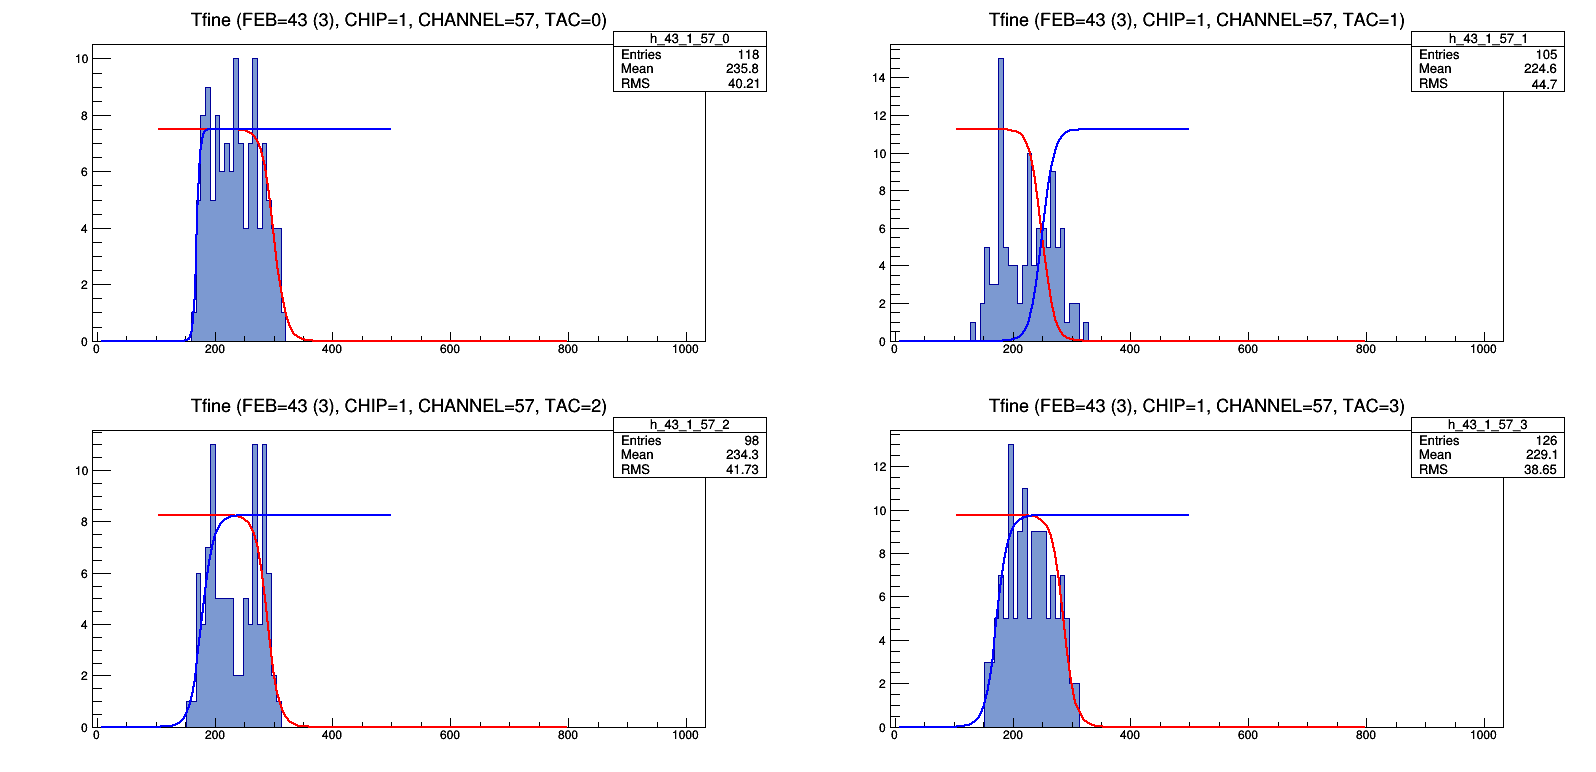 Tfine (FEB=43 (3), CHIP=1, CHANNEL=57, TAC=0)
h_43_1_57_0
Entries 118
Mean 235.8
RMS 40.21
10
8
6
4
2
0
0 200 400 600 800 1000
Tfine (FEB=43 (3), CHIP=1, CHANNEL=57, TAC=1)
h_43_1_57_1
Entries 105
Mean 224.6
RMS 44.7
14
12
10
8
6
4
2
0
0 200 400 600 800 1000
Tfine (FEB=43 (3), CHIP=1, CHANNEL=57, TAC=2)
h_43_1_57_2
Entries 98
Mean 234.3
RMS 41.73
10
8
6
4
2
0
0 200 400 600 800 1000
Tfine (FEB=43 (3), CHIP=1, CHANNEL=57, TAC=3)
h_43_1_57_3
Entries 126
Mean 229.1
RMS 38.65
12
10
8
6
4
2
0
0 200 400 600 800 1000